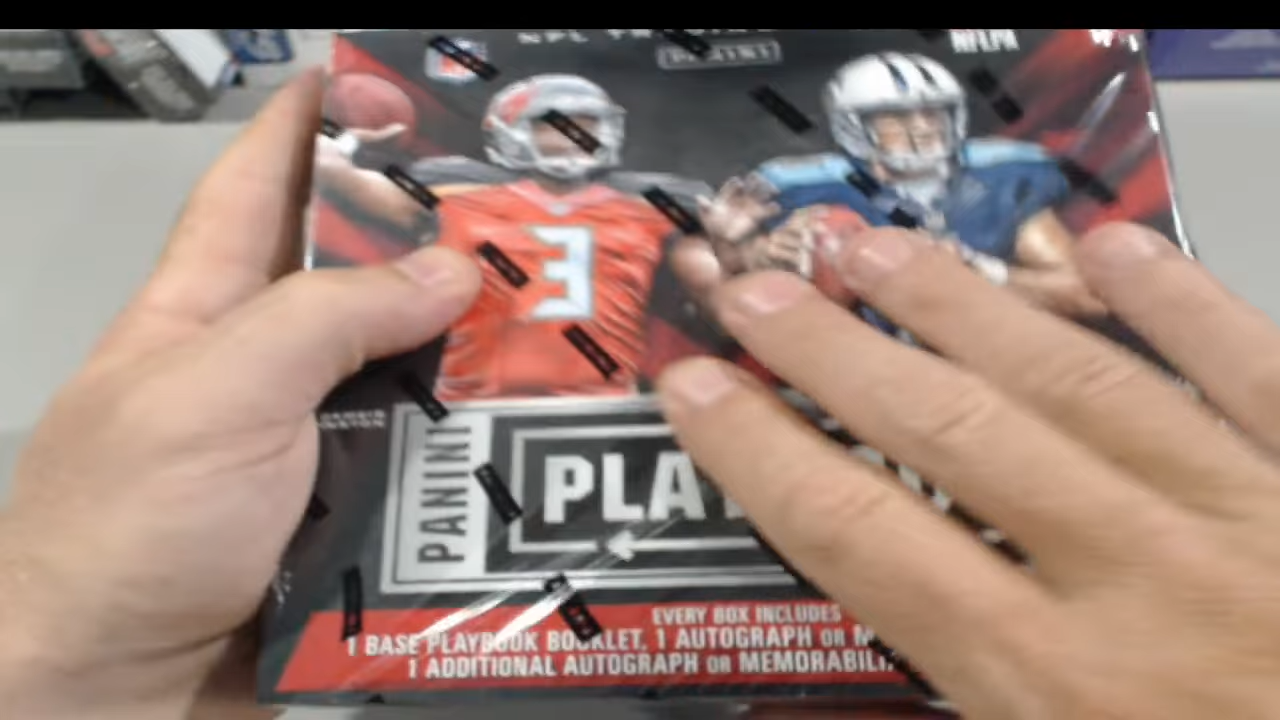 PANINI
NFLPA
3
PANINI
PLA
EVERY BOX INCLUDES
1 BASE PLAYBOOK BOOKLET, 1 AUTOGRAPH OR M
1 ADDITIONAL AUTOGRAPH OR MEMORABILI